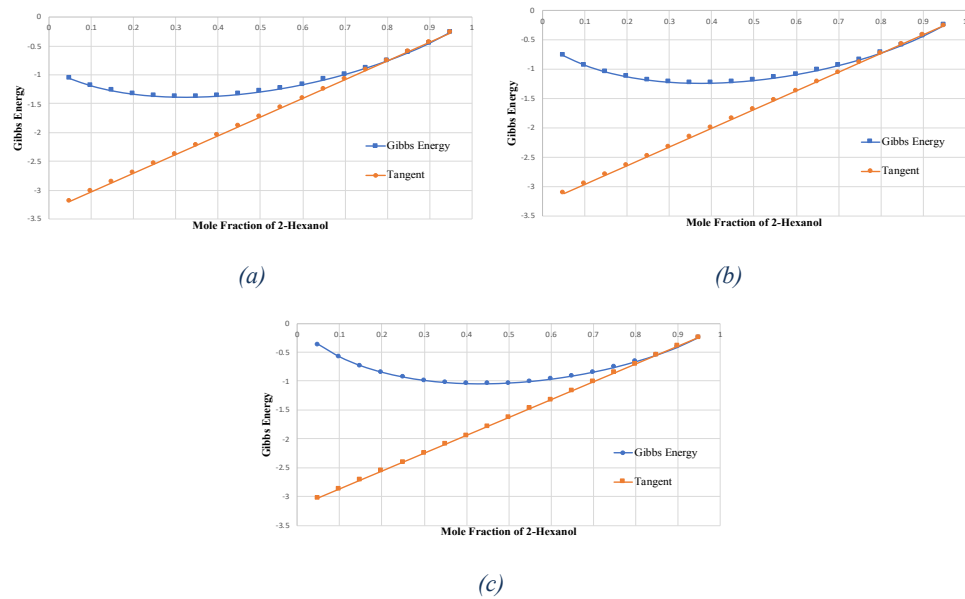 0 0.1 0.2 0.3 0.4 0.5 0.6 0.7 0.8 0.9 1
0
-0.5
-1
-1.5
-2
-2.5
-3
-3.5
Gibbs Energy
Gibbs Energy
Tangent
Mole Fraction of 2-Hexanol
(a)
0 0.1 0.2 0.3 0.4 0.5 0.6 0.7 0.8 0.9 1
0
-0.5
-1
-1.5
-2
-2.5
-3
-3.5
Gibbs Energy
Gibbs Energy
Tangent
Mole Fraction of 2-Hexanol
(b)
0 0.1 0.2 0.3 0.4 0.5 0.6 0.7 0.8 0.9 1
0
-0.5
-1
-1.5
-2
-2.5
-3
-3.5
Gibbs Energy
Gibbs Energy
Tangent
Mole Fraction of 2-Hexanol
(c)